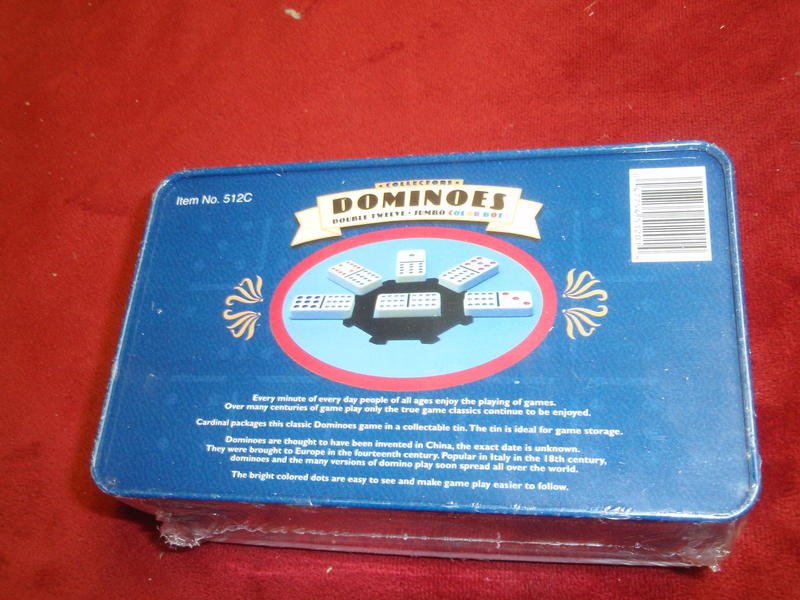 Item No. 512C
COLLECTORS
DOMINOES
DOUBLE TWELVE • JUMBO COLOR DOT
Every minute of every day people of all ages enjoy the playing of games.
Over many centuries of game play only the true game classics continue to be enjoyed.
Cardinal packages this classic Dominoes game in a collectable tin. The tin is ideal for game storage.
Dominoes are thought to have been invented in China, the exact date is unknown.
They were brought to Europe in the fourteenth century. Popular in Italy in the 18th century,
dominoes and the many versions of domino play soon spread all over the world.
The bright colored dots are easy to see and make game play easier to follow.